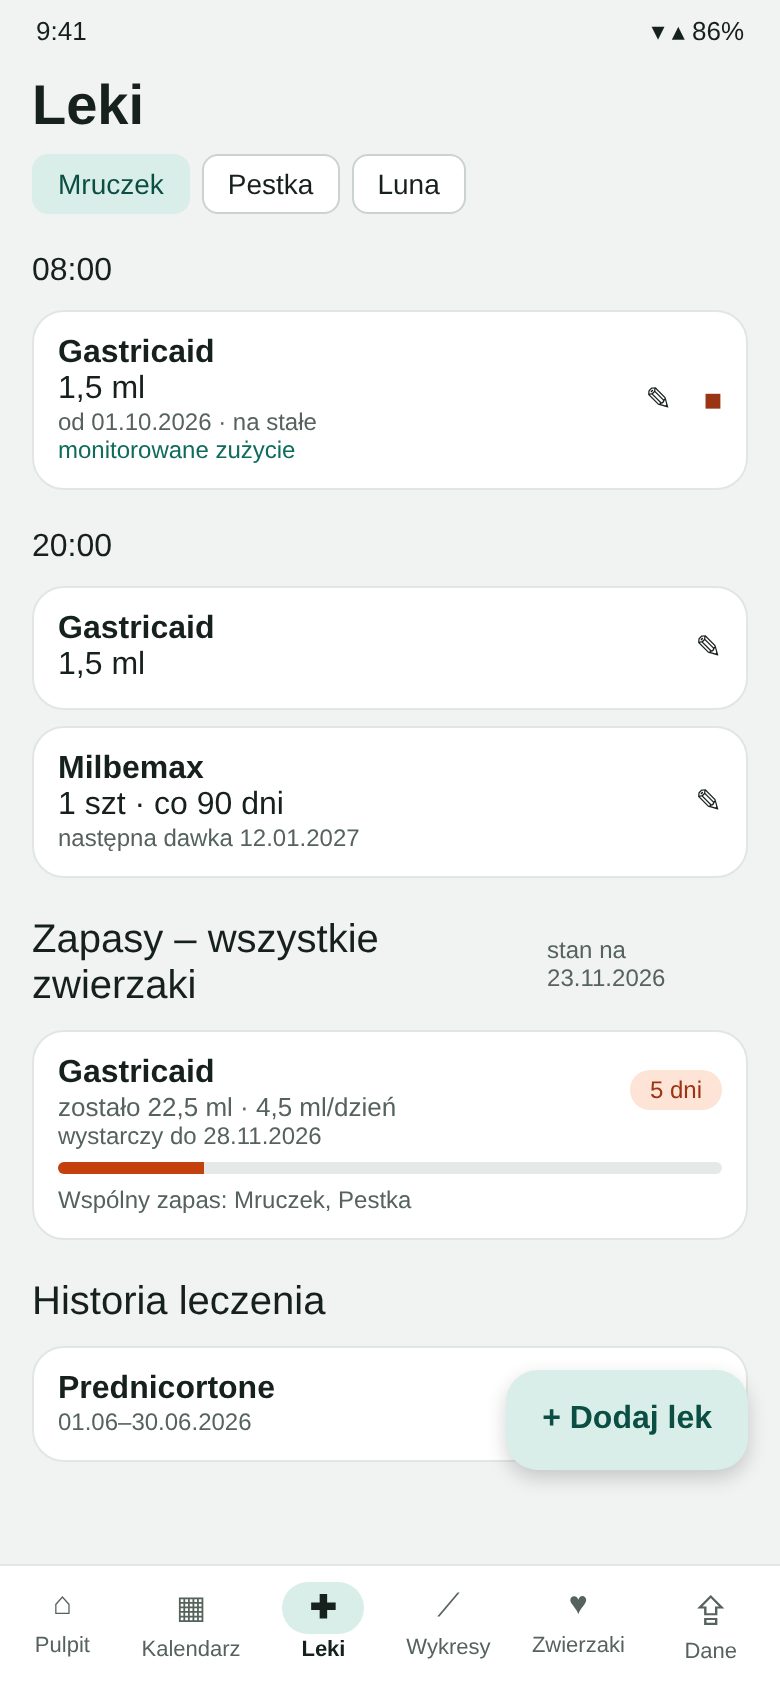 9:41
86%
Leki
Mruczek Pestka Luna
08:00
Gastricaid
1,5 ml
od 01.10.2026 · na stałe
monitorowane zużycie
20:00
Gastricaid
1,5 ml
Milbemax
1 szt · co 90 dni
następna dawka 12.01.2027
Zapasy – wszystkie
zwierzaki
stan na
23.11.2026
Gastricaid
5 dni
zostało 22,5 ml · 4,5 ml/dzień
wystarczy do 28.11.2026
Wspólny zapas: Mruczek, Pestka
Historia leczenia
Prednicortone
01.06–30.06.2026
+ Dodaj lek
Pulpit Kalendarz Leki Wykresy Zwierzaki Dane